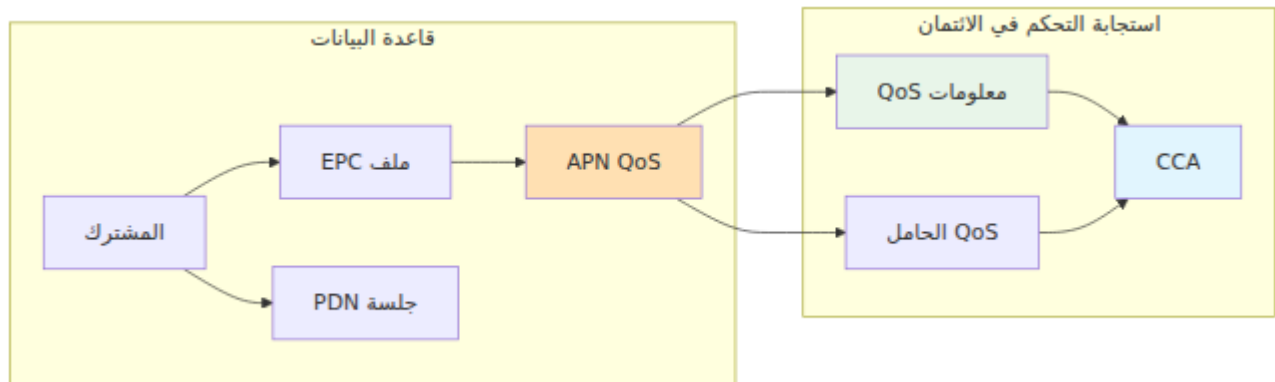 قاعدة البيانات
المشترك
ملف EPC
جلسة PDN
APN QoS
استجابة التحكم في الائتمان
معلومات QoS
QoS الحامل
CCA